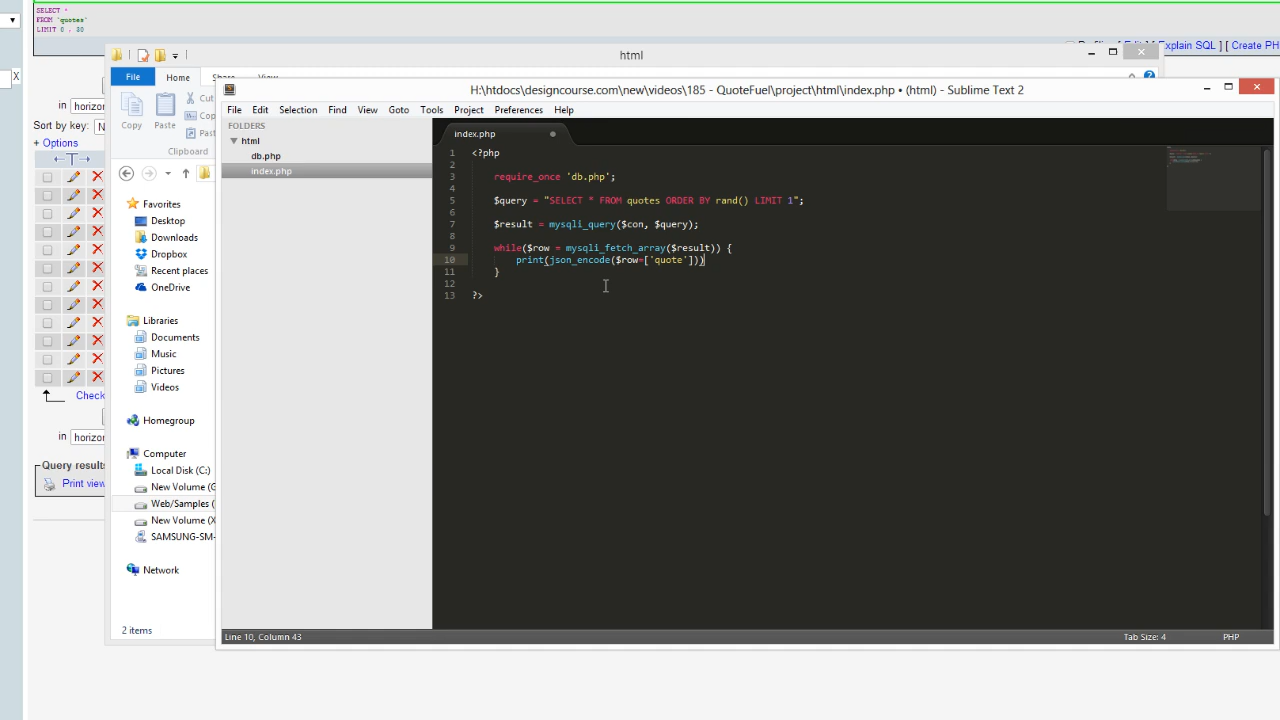 SELECT *
FROM `quotes`
LIMIT 0 , 30
Explain SQL ] [ Create PH
html
File Home Share View
X
in horizon
Sort by key: N
+ Options
Copy Paste Cut
Cop
Past
Clipboard
Favorites
Desktop
Downloads
Dropbox
Recent places
OneDrive
Libraries
Documents
Music
Pictures
Videos
Check
in horizon
Homegroup
Computer
Local Disk (C:)
Query results
New Volume (G
Print view
Web/Samples (
New Volume (X
SAMSUNG-SM-
Network
2 items
H:\htdocs\designcourse.com\new\videos\185 - QuoteFuel\project\html\index.php • (html) - Sublime Text 2
File Edit Selection Find View Goto Tools Project Preferences Help
FOLDERS
html
db.php
index.php
index.php
1 <?php
2
3 require_once 'db.php';
4
5 $query = "SELECT * FROM quotes ORDER BY rand() LIMIT 1";
6
7 $result = mysqli_query($con, $query);
8
9 while($row = mysqli_fetch_array($result)) {
10 print(json_encode($row=['quote']))
11 }
12
13 ?>
Line 10, Column 43
Tab Size: 4
PHP